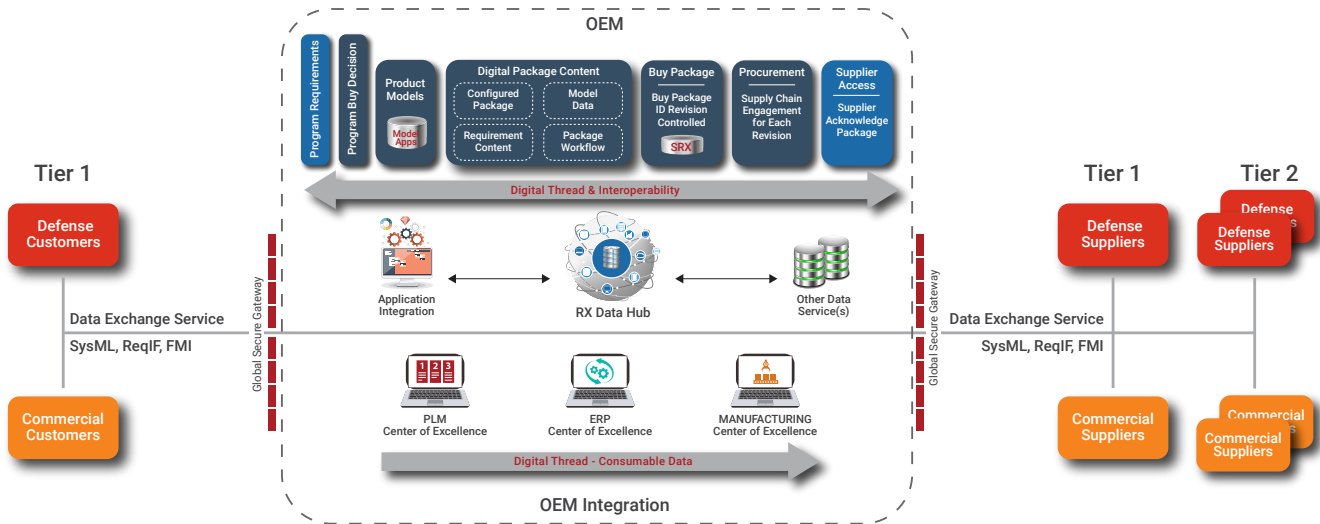 OEM
Program Requirements
Program Buy Decision
Product
Models
Model
Apps
Digital Package Content
Configured
Package
Model
Data
Requirement
Content
Package
Workflow
Buy Package
Buy Package
ID Revision
Controlled
SRX
Procurement
Supply Chain
Engagement
for Each
Revision
Supplier
Access
Supplier
Acknowledge
Package
Digital Thread & Interoperability
Tier 1
Defense
Customers
Data Exchange Service
SysML, ReqIF, FMI
Commercial
Customers
Global Secure Gateway
Application
Integration
RX Data Hub
Other Data
Service(s)
1 2 3
PLM
Center of Excellence
ERP
Center of Excellence
MANUFACTURING
Center of Excellence
Digital Thread - Consumable Data
OEM Integration
Global Secure Gateway
Tier 1
Defense
Suppliers
Data Exchange Service
SysML, ReqIF, FMI
Commercial
Suppliers
Tier 2
Defense
Defense
Suppliers
Commercial
Commercial
Suppliers